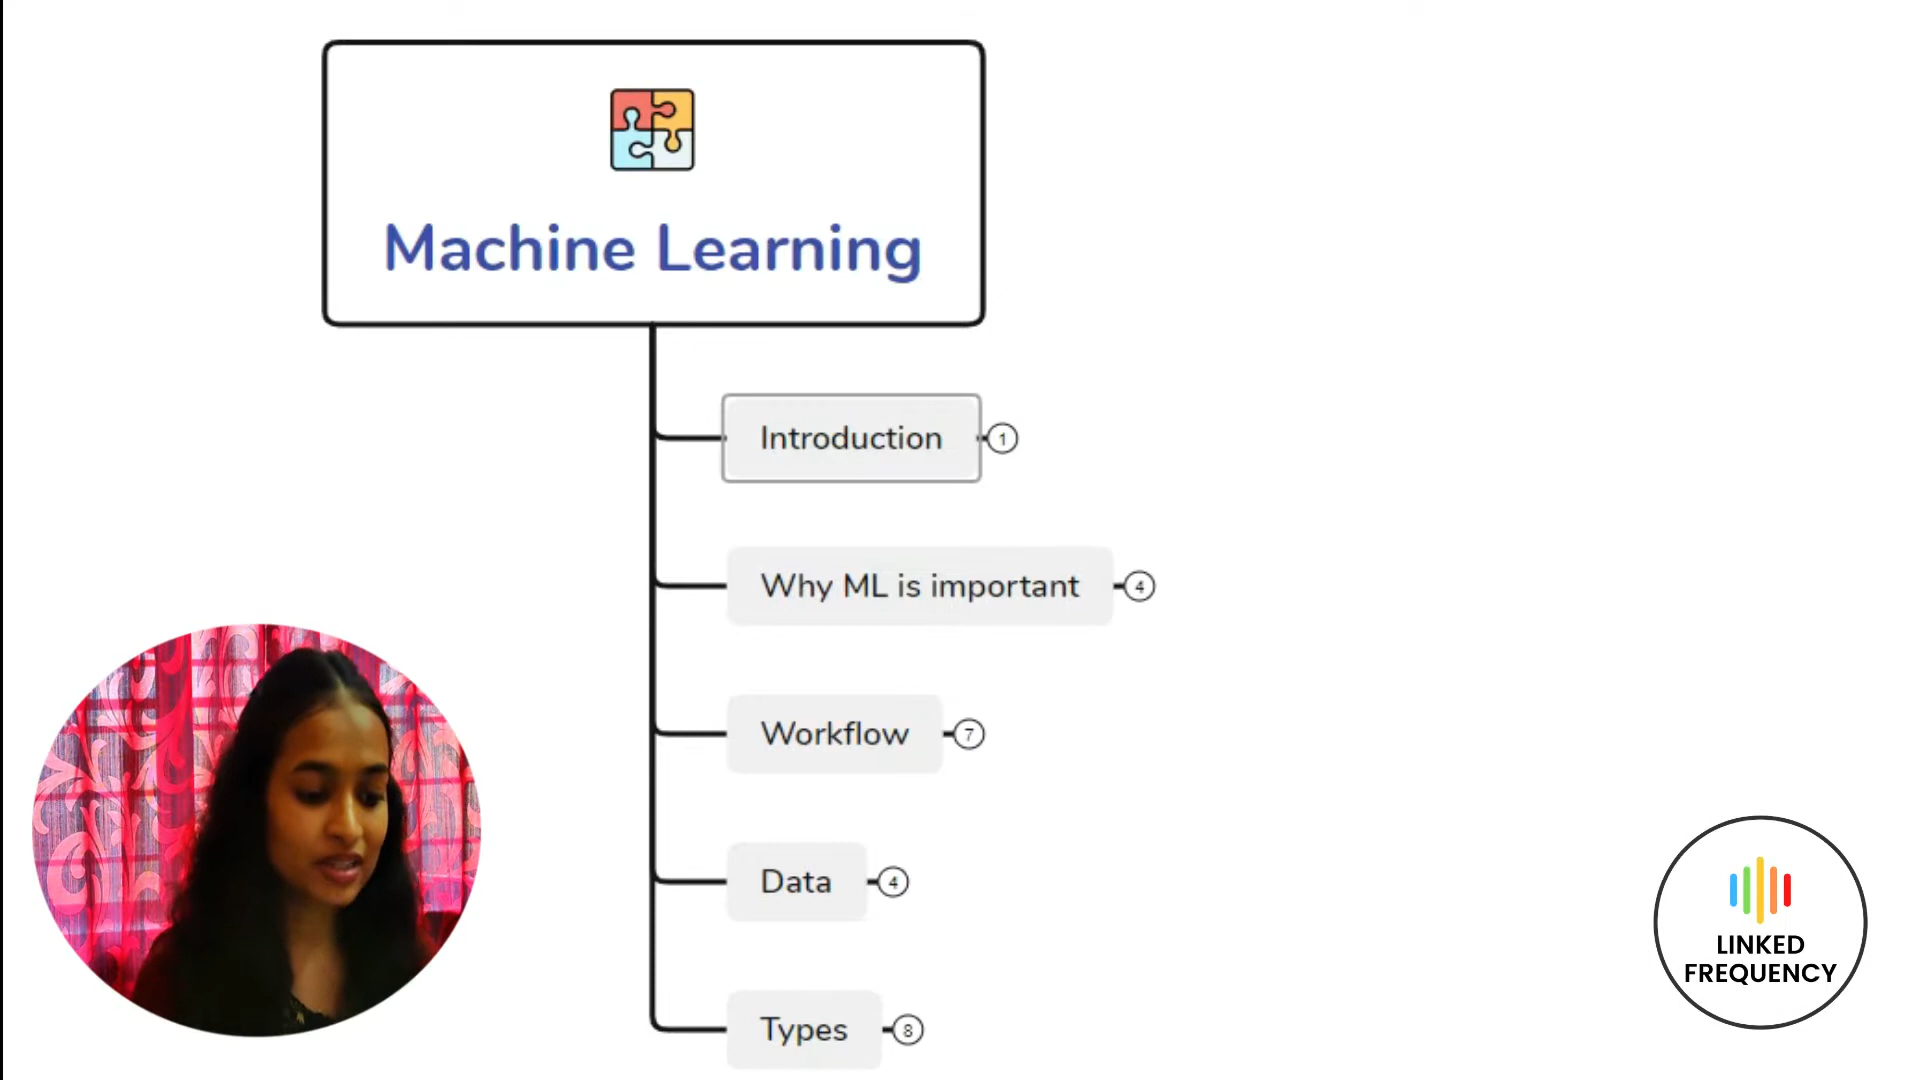 Machine Learning
Introduction
1
Why ML is important
4
Workflow
7
Data
4
Types
8
LINKED
FREQUENCY